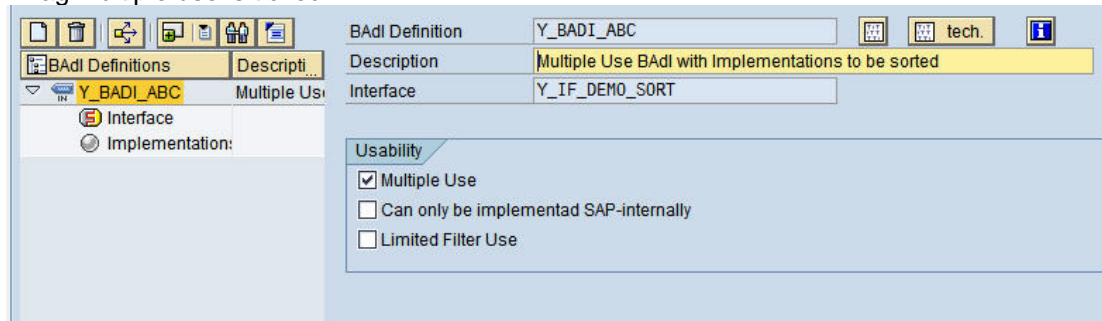 BAdI Definition Y_BADI_ABC tech.
BAdI Definitions Descripti...
Description Multiple Use BAdI with Implementations to be sorted
Y_BADI_ABC Multiple Us
Interface Y_IF_DEMO_SORT
Interface
Implementation
Usability
Multiple Use
Can only be implementad SAP-internally
Limited Filter Use